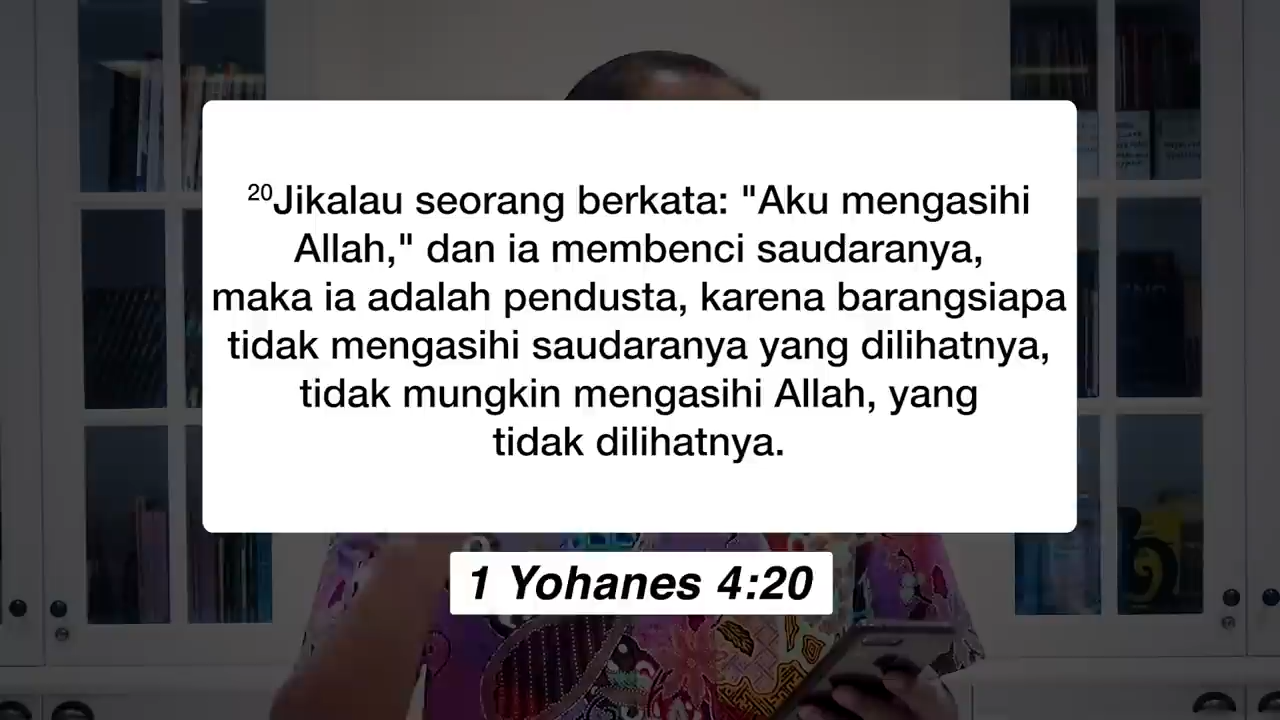 ²⁰Jikalau seorang berkata: "Aku mengasihi
Allah," dan ia membenci saudaranya,
maka ia adalah pendusta, karena barangsiapa
tidak mengasihi saudaranya yang dilihatnya,
tidak mungkin mengasihi Allah, yang
tidak dilihatnya.
1 Yohanes 4:20